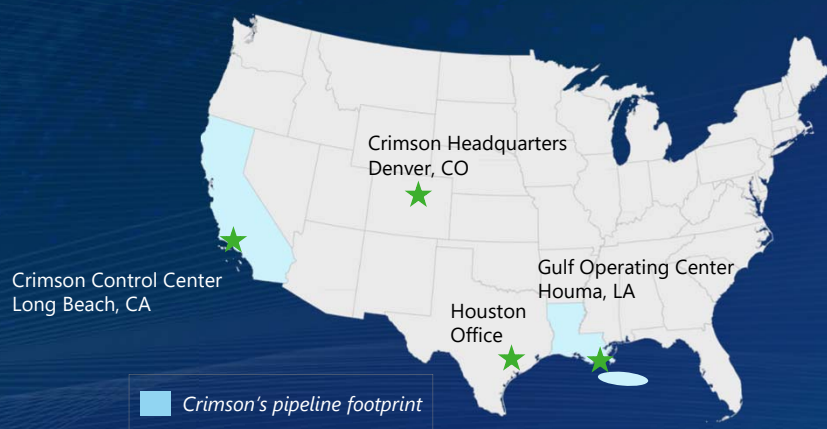 Crimson Headquarters
Denver, CO
Crimson Control Center
Long Beach, CA
Gulf Operating Center
Houma, LA
Houston
Office
Crimson's pipeline footprint